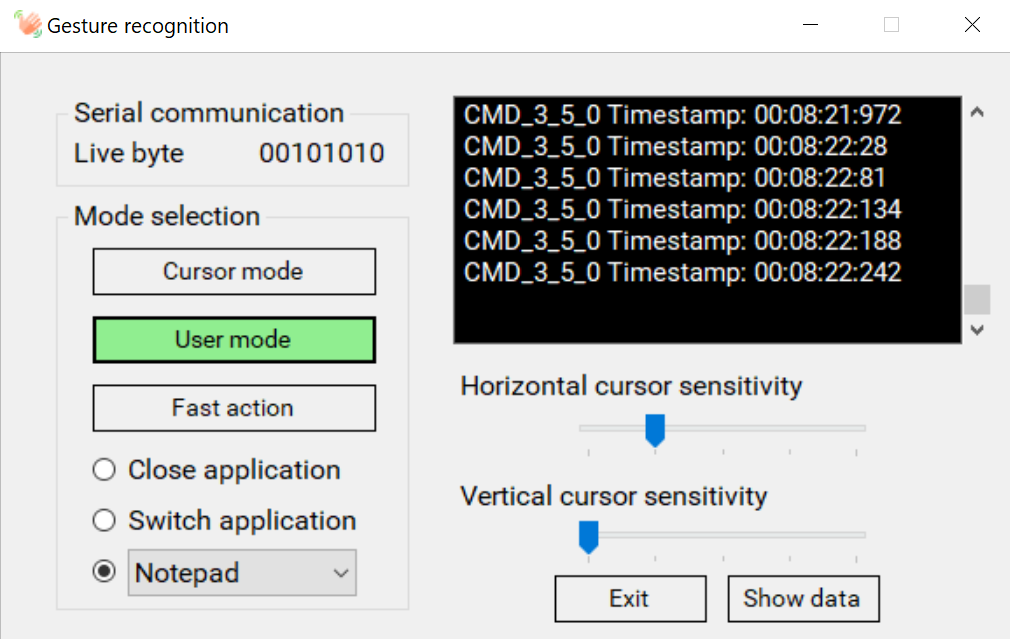 Gesture recognition
Serial communication
Live byte 00101010
Mode selection
Cursor mode
User mode
Fast action
Close application
Switch application
Notepad
CMD_3_5_0 Timestamp: 00:08:21:972
CMD_3_5_0 Timestamp: 00:08:22:28
CMD_3_5_0 Timestamp: 00:08:22:81
CMD_3_5_0 Timestamp: 00:08:22:134
CMD_3_5_0 Timestamp: 00:08:22:188
CMD_3_5_0 Timestamp: 00:08:22:242
Horizontal cursor sensitivity
Vertical cursor sensitivity
Exit
Show data